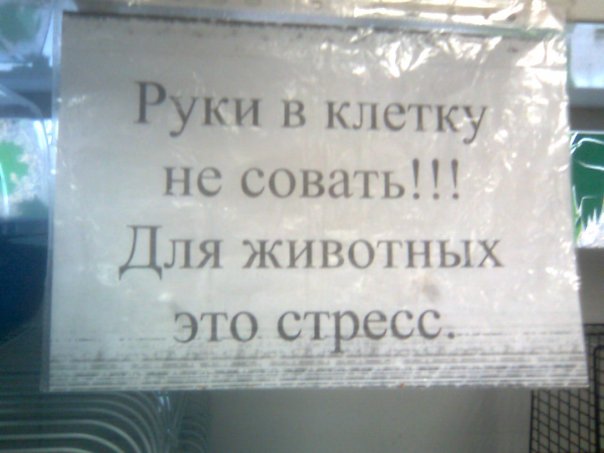 Руки в клетку
не совать!!!
Для животных
это стресс.